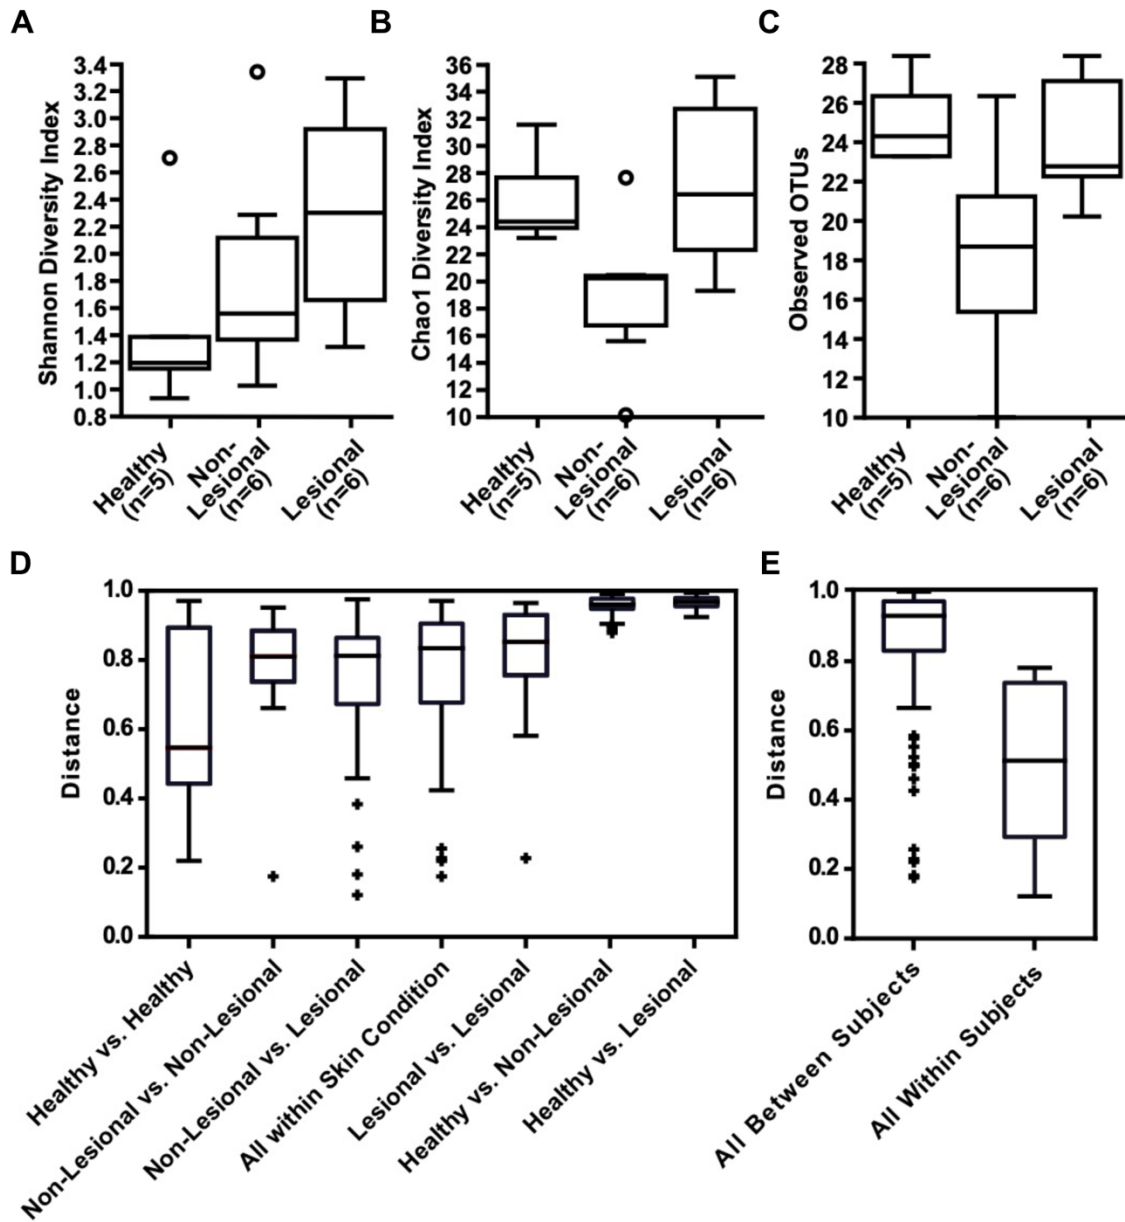 A
Shannon Diversity Index
3.4
3.2
3.0
2.8
2.6
2.4
2.2
2.0
1.8
1.6
1.4
1.2
1.0
0.8
Healthy
(n=5)
Non-
Lesional
(n=6)
Lesional
(n=6)
B
Chao1 Diversity Index
36
34
32
30
28
26
24
22
20
18
16
14
12
10
Healthy
(n=5)
Non-
Lesional
(n=6)
Lesional
(n=6)
C
Observed OTUs
28
26
24
22
20
18
16
14
12
10
Healthy
(n=5)
Non-
Lesional
(n=6)
Lesional
(n=6)
D
Distance
1.0
0.8
0.6
0.4
0.2
0.0
Healthy vs. Healthy
Non-Lesional vs. Non-Lesional
Non-Lesional vs. Lesional
All within Skin Condition
Lesional vs. Lesional
Healthy vs. Non-Lesional
Healthy vs. Lesional
E
Distance
1.0
0.8
0.6
0.4
0.2
0.0
All Between Subjects
All Within Subjects